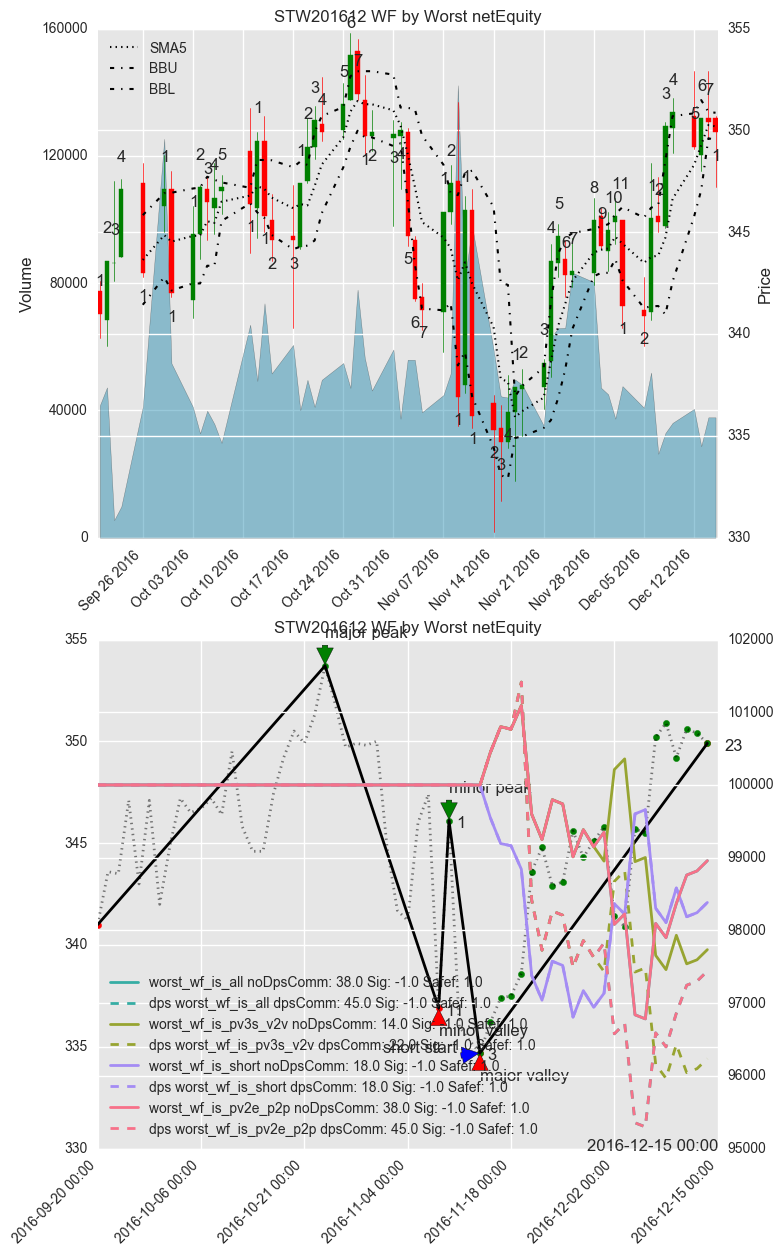 STW201612 WF by Worst netEquity
160000
120000
80000
40000
0
Volume
355
350
345
340
335
330
Price
SMA5
BBU
BBL
Sep 26 2016
Oct 03 2016
Oct 10 2016
Oct 17 2016
Oct 24 2016
Oct 31 2016
Nov 07 2016
Nov 14 2016
Nov 21 2016
Nov 28 2016
Dec 05 2016
Dec 12 2016
STW201612 WF by Worst netEquity
major peak
355
350
345
340
335
330
102000
101000
100000
99000
98000
97000
96000
95000
23
minor peak
1
worst_wf_is_all noDpsComm: 38.0 Sig: -1.0 Safef: 1.0
dps worst_wf_is_all dpsComm: 45.0 Sig: -1.0 Safef: 1.0
11
worst_wf_is_pv3s_v2v noDpsComm: 14.0 Sig: -1.0 Safef: 1.0
minor valley
dps worst_wf_is_pv3s_v2v dpsComm: 22.0 Sig: -1.0 Safef: 1.0
short start
3
worst_wf_is_short noDpsComm: 18.0 Sig: -1.0 Safef: 1.0
major valley
dps worst_wf_is_short dpsComm: 18.0 Sig: -1.0 Safef: 1.0
worst_wf_is_pv2e_p2p noDpsComm: 38.0 Sig: -1.0 Safef: 1.0
dps worst_wf_is_pv2e_p2p dpsComm: 45.0 Sig: -1.0 Safef: 1.0
2016-12-15 00:00
2016-09-20 00:00
2016-10-06 00:00
2016-10-21 00:00
2016-11-04 00:00
2016-11-18 00:00
2016-12-02 00:00
2016-12-15 00:00